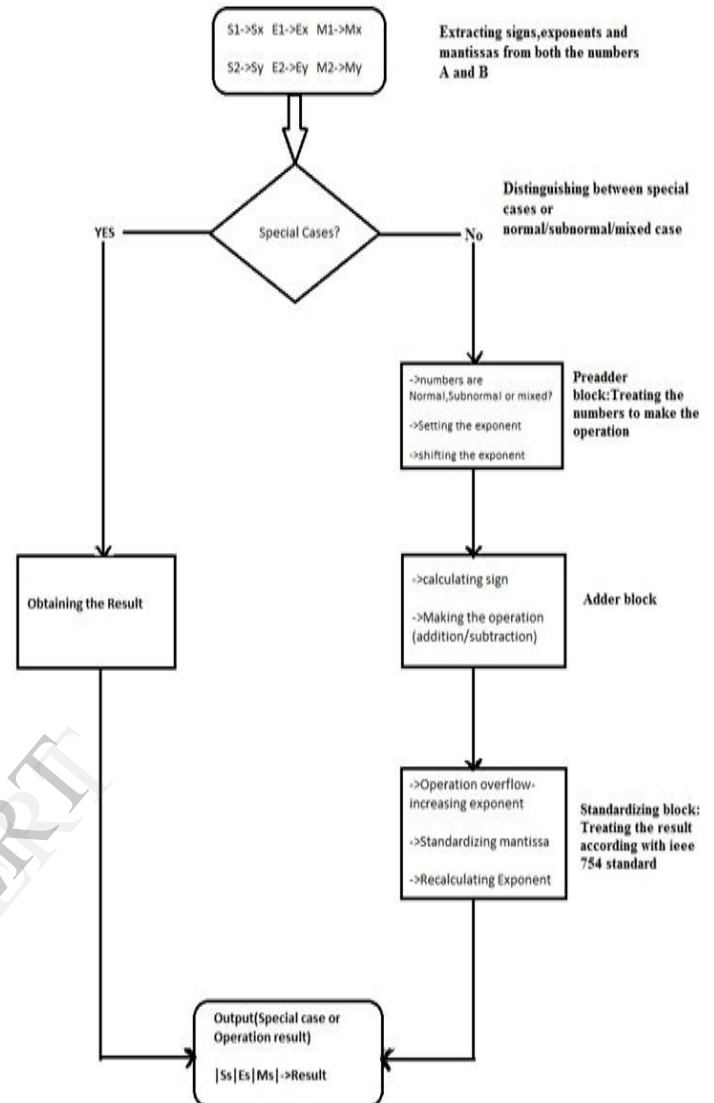 S1->Sx E1->Ex M1->Mx
S2->Sy E2->Ey M2->My
Extracting signs,exponents and
mantissas from both the numbers
A and B
Special Cases?
YES
No
Distinguishing between special
cases or
normal/subnormal/mixed case
->numbers are
Normal,Subnormal or mixed?
->Setting the exponent
->shifting the exponent
Preadder
block:Treating the
numbers to make the
operation
Obtaining the Result
->calculating sign
->Making the operation
(addition/subtraction)
Adder block
->Operation overflow-
increasing exponent
->Standardizing mantissa
->Recalculating Exponent
Standardizing block:
Treating the result
according with ieee
754 standard
Output(Special case or
Operation result)
|Ss|Es|Ms|->Result